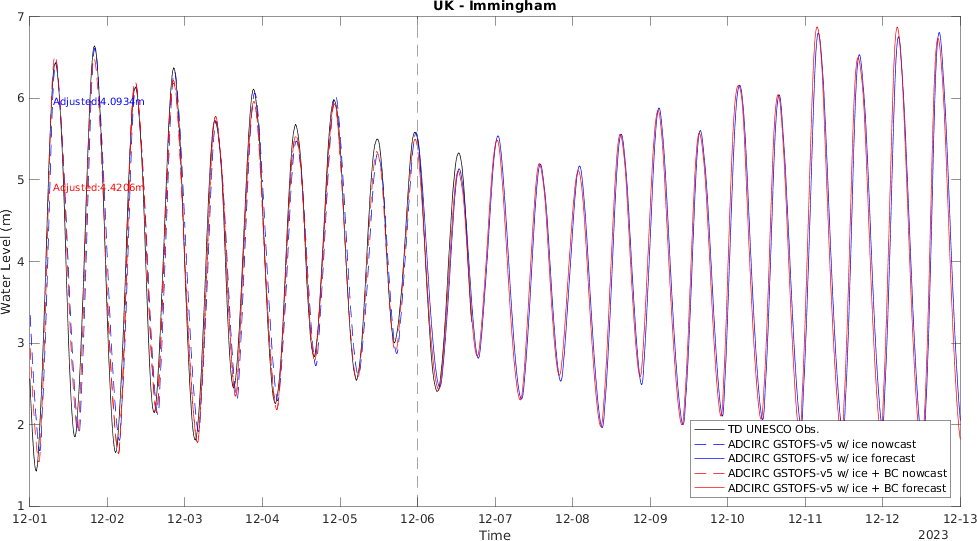 UK - Immingham
7
6
5
4
3
2
1
Water Level (m)
Adjusted:4.0934m
Adjusted:4.4206m
TD UNESCO Obs.
ADCIRC GSTOFS-v5 w/ ice nowcast
ADCIRC GSTOFS-v5 w/ ice forecast
ADCIRC GSTOFS-v5 w/ ice + BC nowcast
ADCIRC GSTOFS-v5 w/ ice + BC forecast
12-01 12-02 12-03 12-04 12-05 12-06 12-07 12-08 12-09 12-10 12-11 12-12 12-13
Time
2023